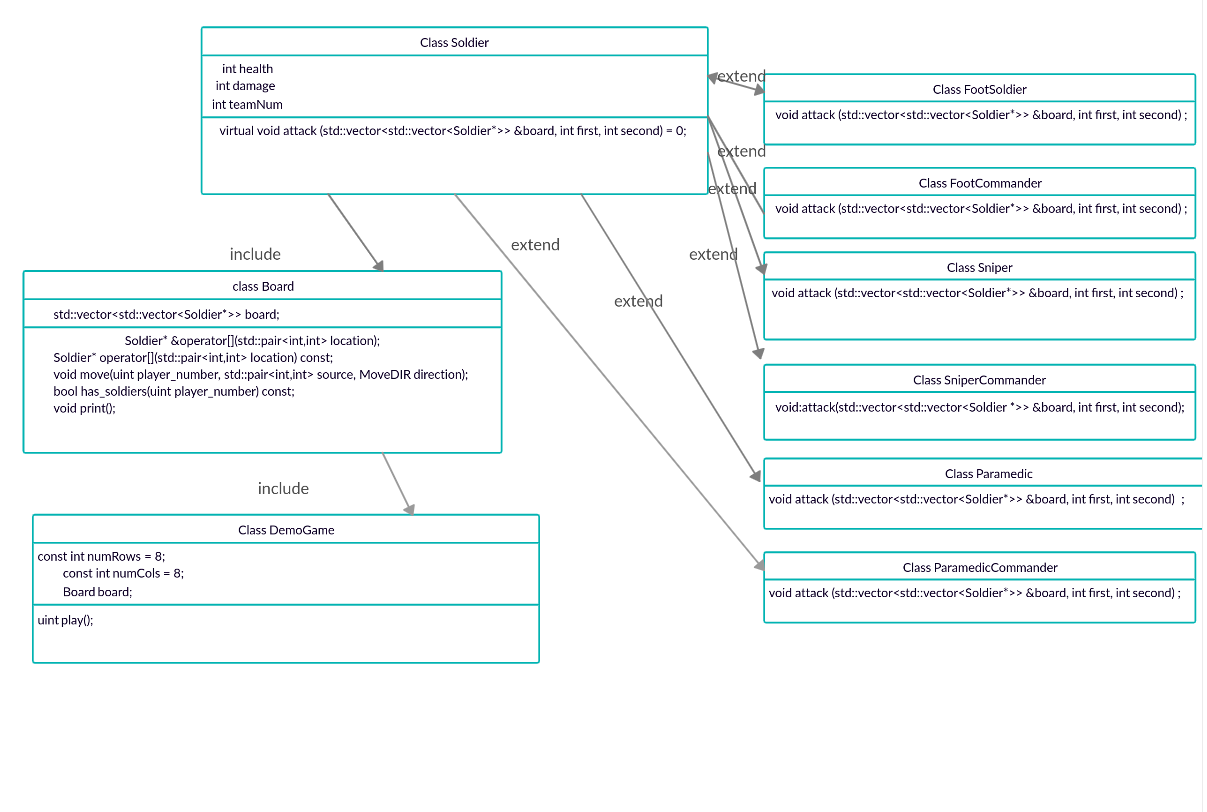 Class Soldier
int health
int damage
int teamNum
virtual void attack (std::vector<std::vector<Soldier*>> &board, int first, int second) = 0;
extend
Class FootSoldier
void attack (std::vector<std::vector<Soldier*>> &board, int first, int second) ;
extend
Class FootCommander
void attack (std::vector<std::vector<Soldier*>> &board, int first, int second) ;
extend
extend
Class Sniper
void attack (std::vector<std::vector<Soldier*>> &board, int first, int second) ;
Class SniperCommander
void:attack(std::vector<std::vector<Soldier *>> &board, int first, int second);
extend
extend
Class Paramedic
void attack (std::vector<std::vector<Soldier*>> &board, int first, int second)  ;
Class ParamedicCommander
void attack (std::vector<std::vector<Soldier*>> &board, int first, int second) ;
include
class Board
std::vector<std::vector<Soldier*>> board;
Soldier* &operator[](std::pair<int,int> location);
Soldier* operator[](std::pair<int,int> location) const;
void move(uint player_number, std::pair<int,int> source, MoveDIR direction);
bool has_soldiers(uint player_number) const;
void print();
include
Class DemoGame
const int numRows = 8;
const int numCols = 8;
Board board;
uint play();